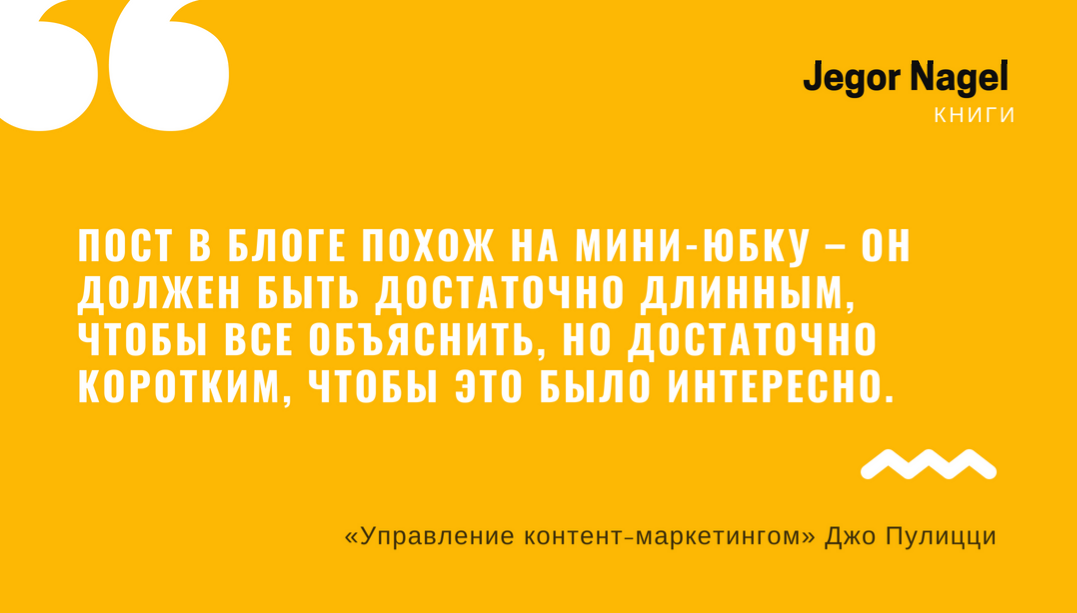 Jegor Nagel
КНИГИ
ПОСТ В БЛОГЕ ПОХОЖ НА МИНИ-ЮБКУ – ОН
ДОЛЖЕН БЫТЬ ДОСТАТОЧНО ДЛИННЫМ,
ЧТОБЫ ВСЕ ОБЪЯСНИТЬ, НО ДОСТАТОЧНО
КОРОТКИМ, ЧТОБЫ ЭТО БЫЛО ИНТЕРЕСНО.
«Управление контент-маркетингом» Джо Пулицци